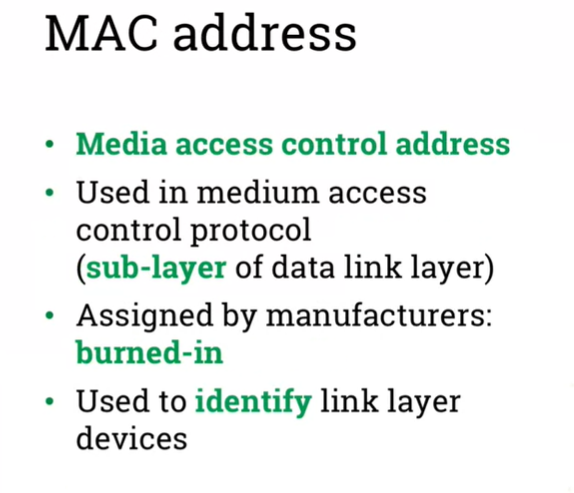 MAC address
• Media access control address
• Used in medium access
control protocol
(sub-layer of data link layer)
• Assigned by manufacturers:
burned-in
• Used to identify link layer
devices